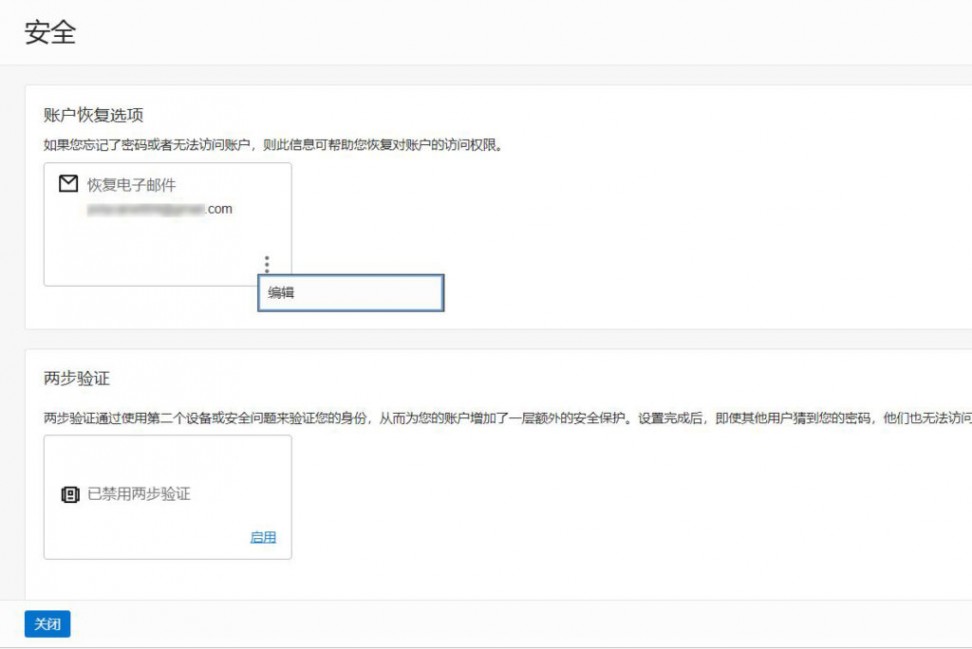 安全
账户恢复选项
如果您忘记了密码或者无法访问账户，则此信息可帮助您恢复对账户的访问权限。
恢复电子邮件
.com
编辑
两步验证
两步验证通过使用第二个设备或安全问题来验证您的身份，从而为您的账户增加了一层额外的安全保护。设置完成后，即使其他用户猜到您的密码，他们也无法访问
已禁用两步验证
启用
关闭